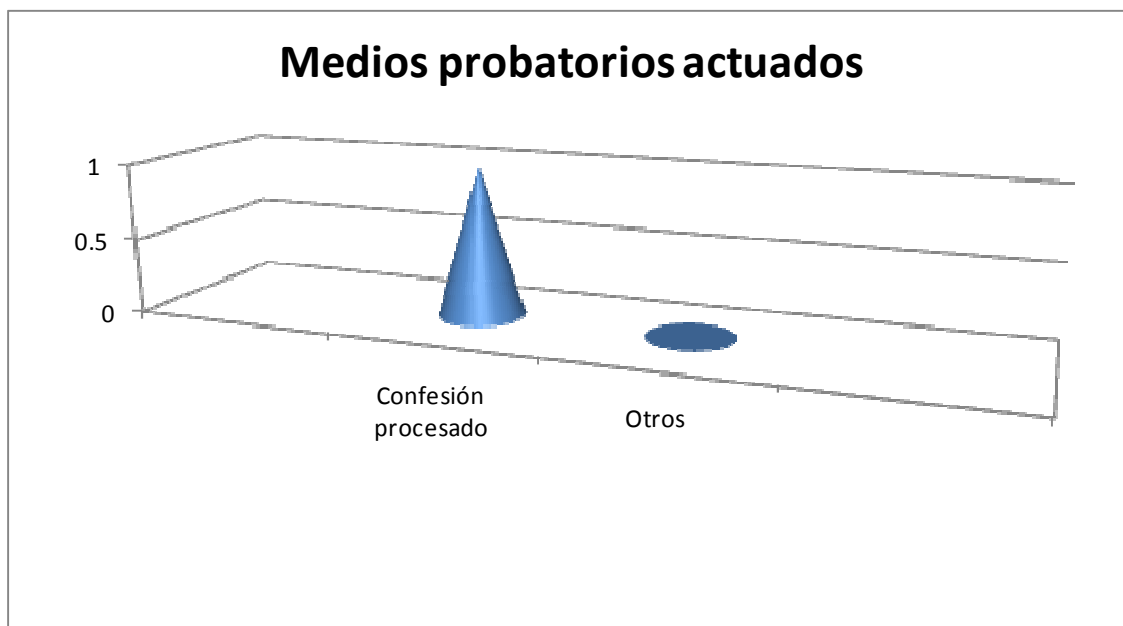 Medios probatorios actuados
1
0.5
0
Confesión
procesado
Otros